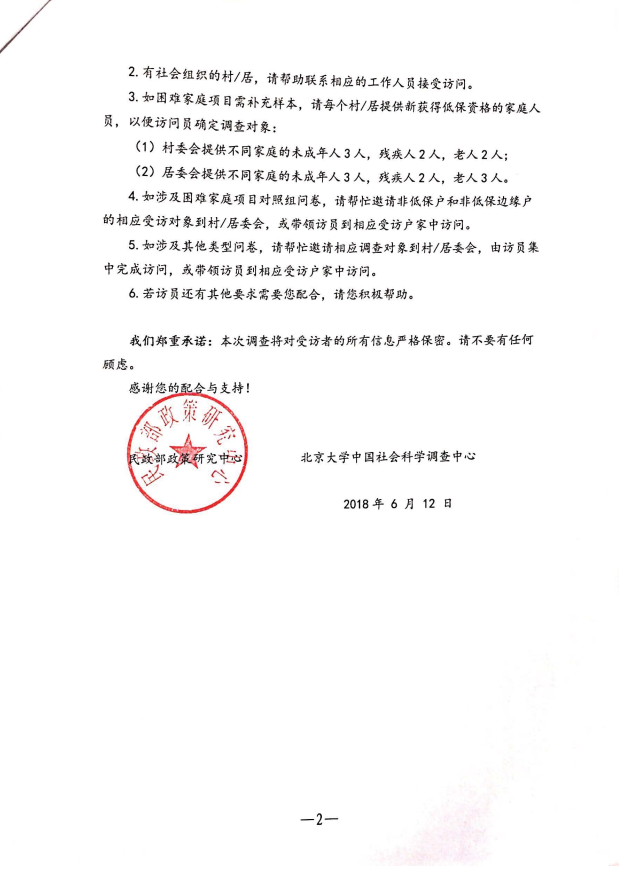 2.有社会组织的村/居，请帮助联系相应的工作人员接受访问。
3.如困难家庭项目需补充样本，请每个村/居提供新获得低保资格的家庭人
员，以便访问员确定调查对象：
（1）村委会提供不同家庭的未成年人3人，残疾人2人，老人2人；
（2）居委会提供不同家庭的未成年人3人，残疾人2人，老人3人。
4.如涉及困难家庭项目对照组问卷，请帮忙邀请非低保户和非低保边缘户
的相应受访对象到村/居委会，或带领访员到相应受访户家中访问。
5.如涉及其他类型问卷，请帮忙邀请相应调查对象到村/居委会，由访员集
中完成访问，或带领访员到相应受访户家中访问。
6.若访员还有其他要求需要您配合，请您积极帮助。
我们郑重承诺：本次调查将对受访者的所有信息严格保密。请不要有任何
顾虑。
感谢您的配合与支持！
民政部政策研究中心
民政部政策研究中心 北京大学中国社会科学调查中心
2018年 6 月 12 日
—2—